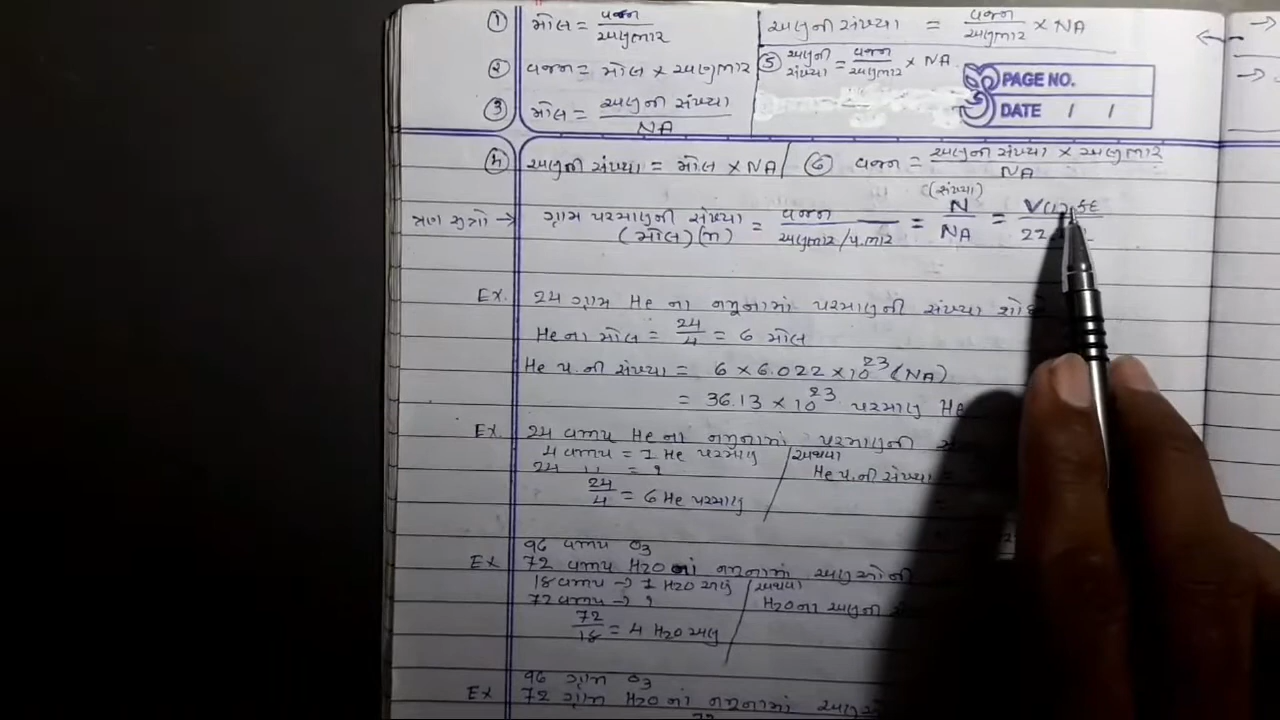 ① મોલ = વજન / અણુભાર
અણુની સંખ્યા = વજન / અણુભાર × NA
② વજન = મોલ × અણુભાર
⑤ અણુની સંખ્યા = વજન / અણુભાર × NA
PAGE NO.
DATE / /
③ મોલ = અણુની સંખ્યા / NA
④ અણુની સંખ્યા = મોલ × NA
⑥ વજન = અણુની સંખ્યા × અણુભાર / NA
ત્રણ સુત્રો → ગ્રામ પરમાણુની સંખ્યા (મોલ) (n) = વજન / અણુભાર/પ.ભાર = N (સંખ્યા) / NA = V / 22
Ex. 24 ગ્રામ He ના નમુનામાં પરમાણુની સંખ્યા
He ના મોલ = 24/4 = 6 મોલ
He પ.ની સંખ્યા = 6 × 6.022 × 10^23 (NA)
= 36.13 × 10^23 પરમાણુ He
Ex. 24 amu He ના નમુનામાં પરમાણુની
4 amu = 1 He પરમાણુ
24 " = ?
24/4 = 6 He પરમાણુ
અથવા
He પ.ની સંખ્યા =
96 amu O3
Ex 72 amu H2O નાં નમુનામાં અણુઓની
18 amu → 1 H2O અણુ
72 amu → ?
72/18 = 4 H2O અણુ
અથવા
H2O ના અણુની
96 ગ્રામ O3
Ex 72 ગ્રામ H2O નાં નમુનામાં
72